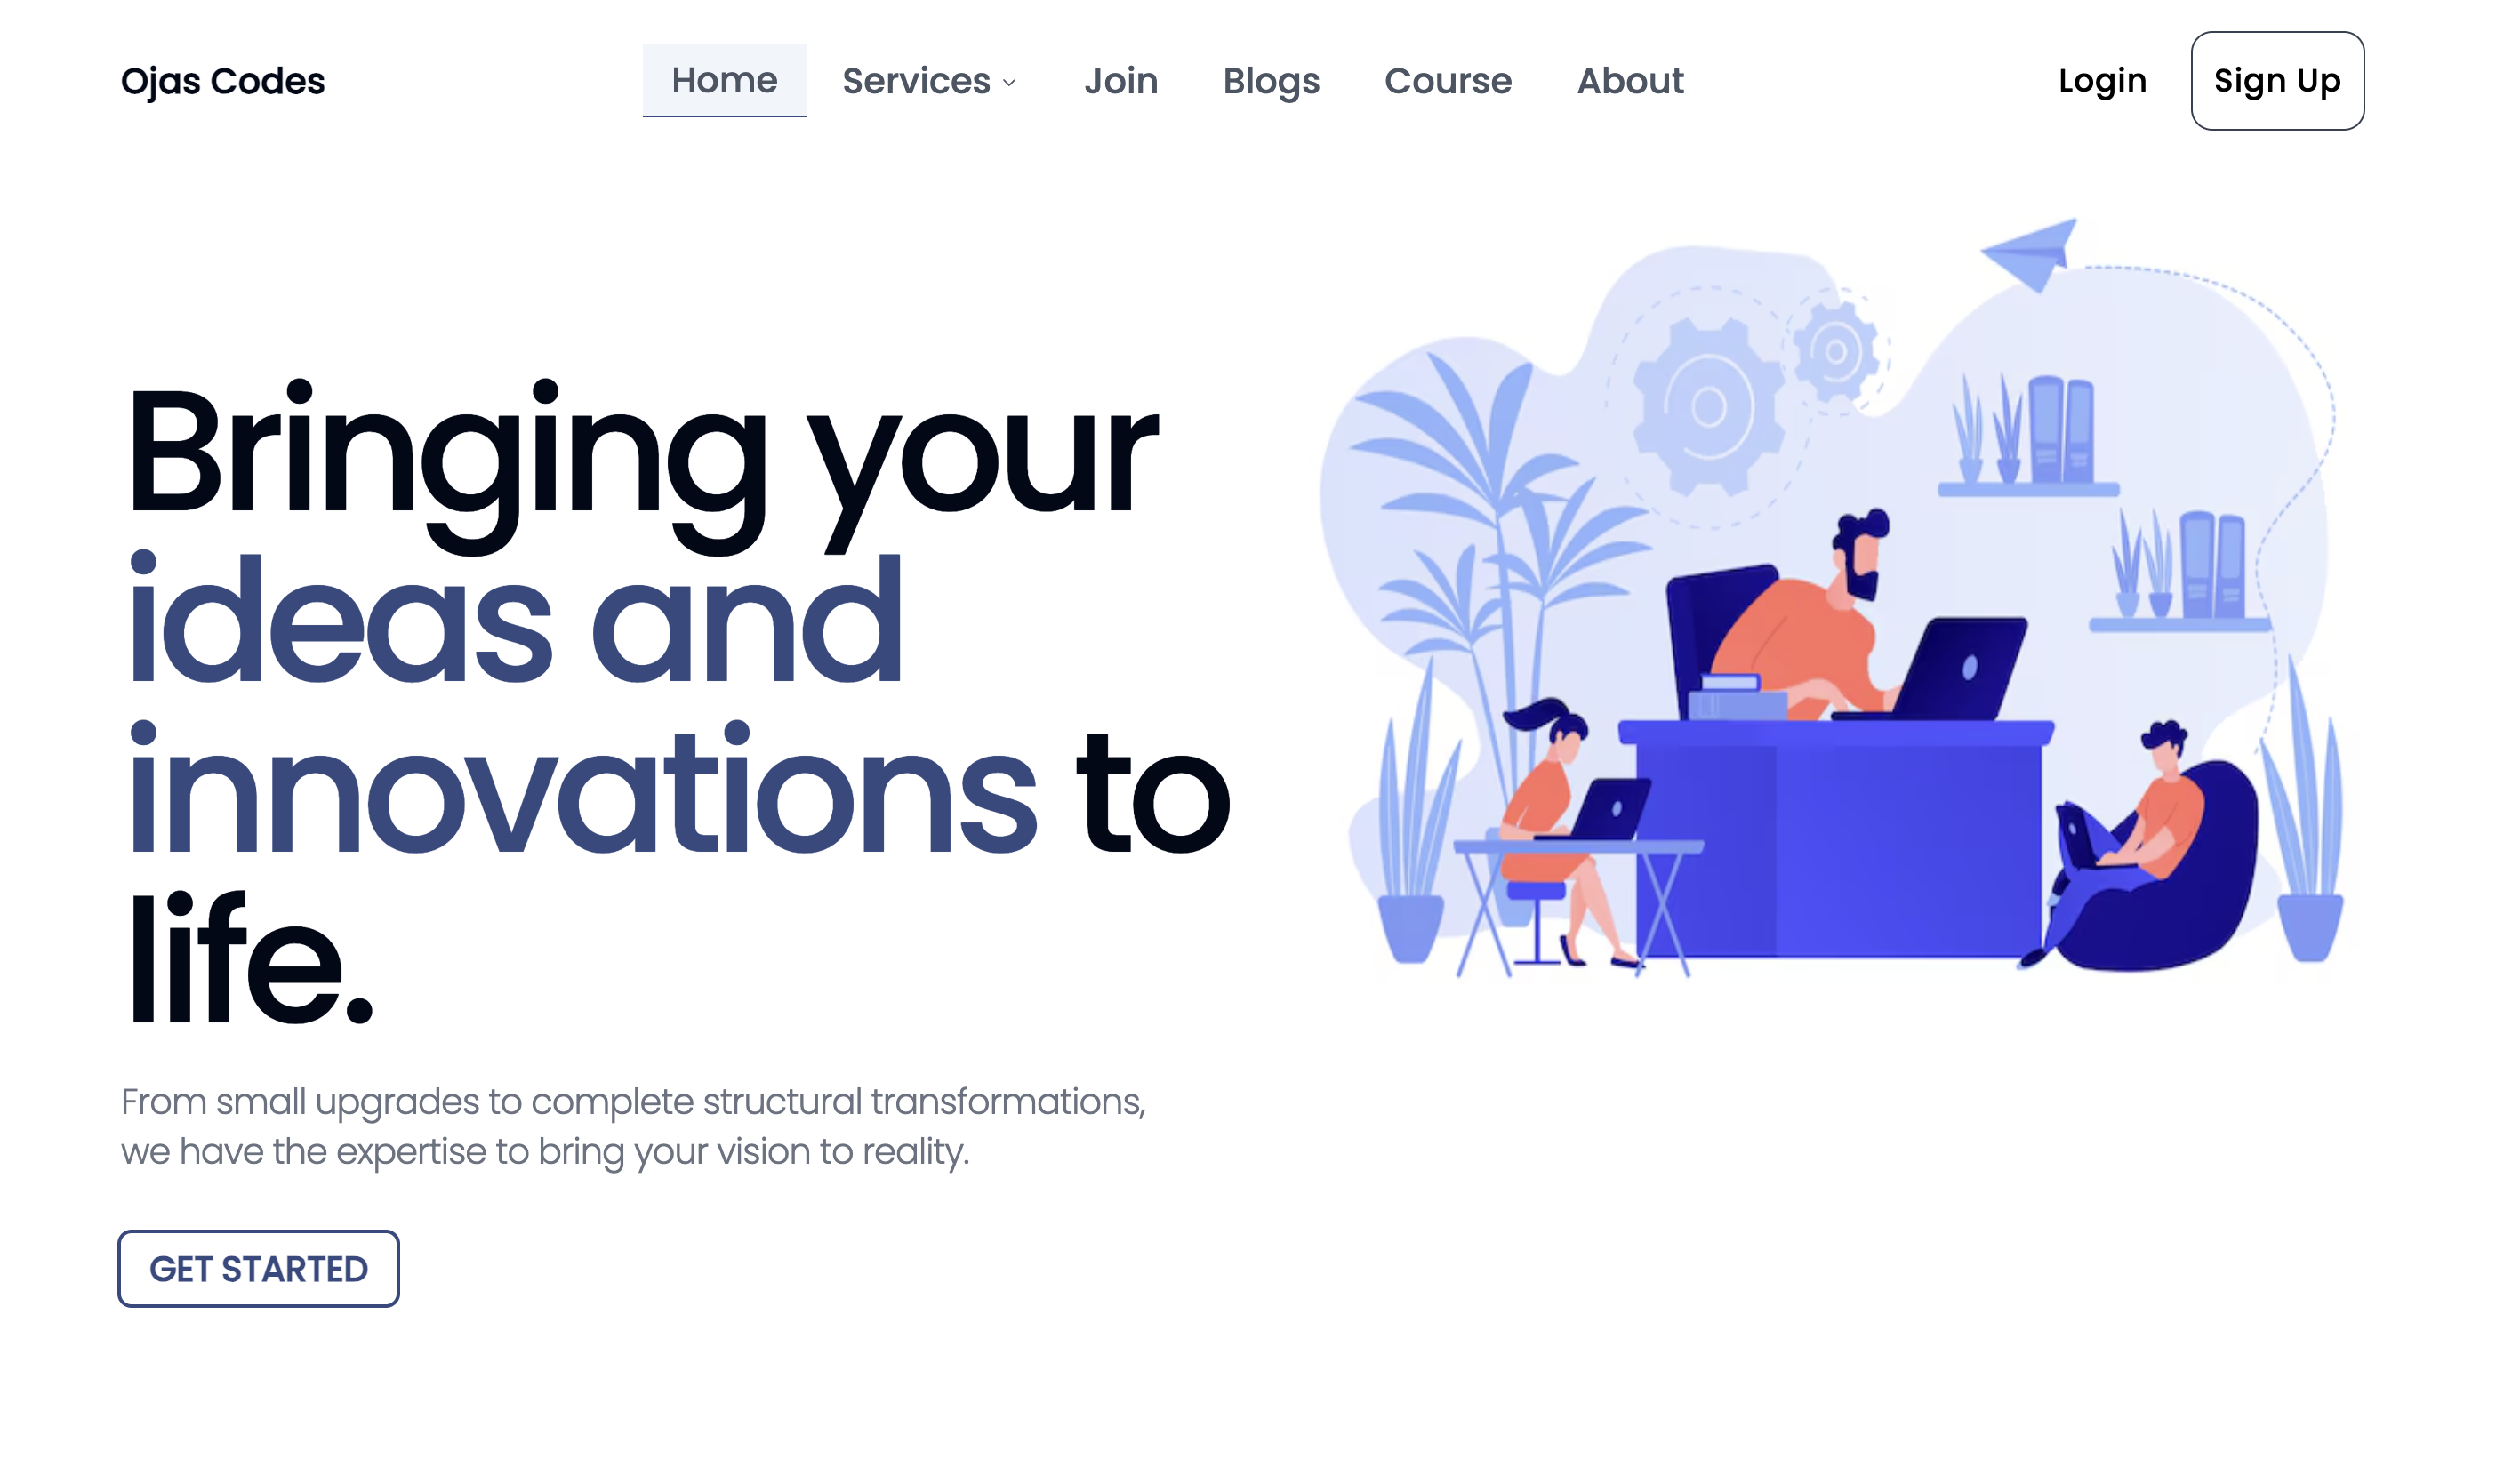 Ojas Codes
Home Services Join Blogs Course About
Login Sign Up
Bringing your
ideas and
innovations to
life.
From small upgrades to complete structural transformations,
we have the expertise to bring your vision to reality.
GET STARTED